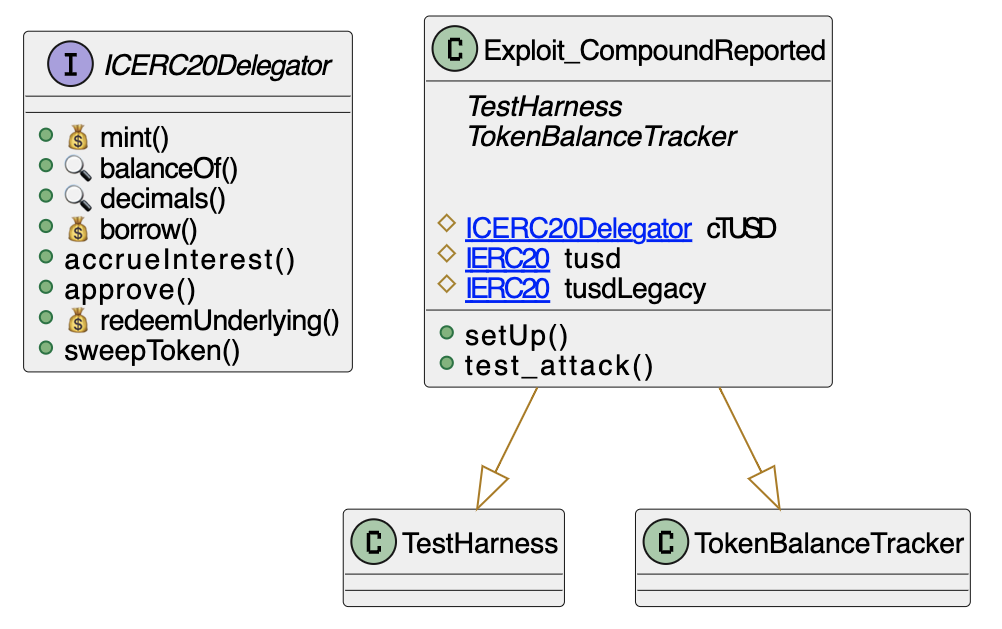 I ICERC20Delegator
💰 mint()
🔍 balanceOf()
🔍 decimals()
💰 borrow()
accrueInterest()
approve()
💰 redeemUnderlying()
sweepToken()
C Exploit_CompoundReported
TestHarness
TokenBalanceTracker
ICERC20Delegator cTUSD
IERC20 tusd
IERC20 tusdLegacy
setUp()
test_attack()
C TestHarness
C TokenBalanceTracker